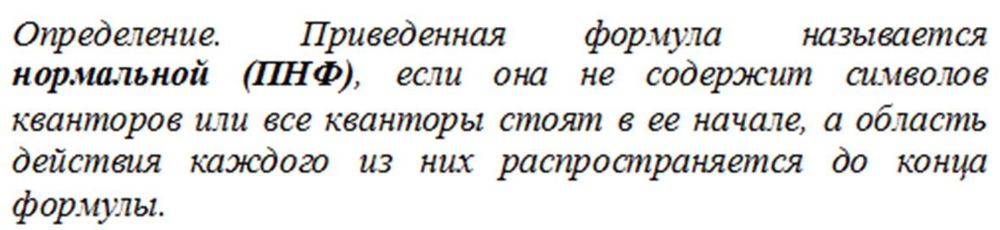 Определение. Приведенная формула называется
нормальной (ПНФ), если она не содержит символов
кванторов или все кванторы стоят в ее начале, а область
действия каждого из них распространяется до конца
формулы.